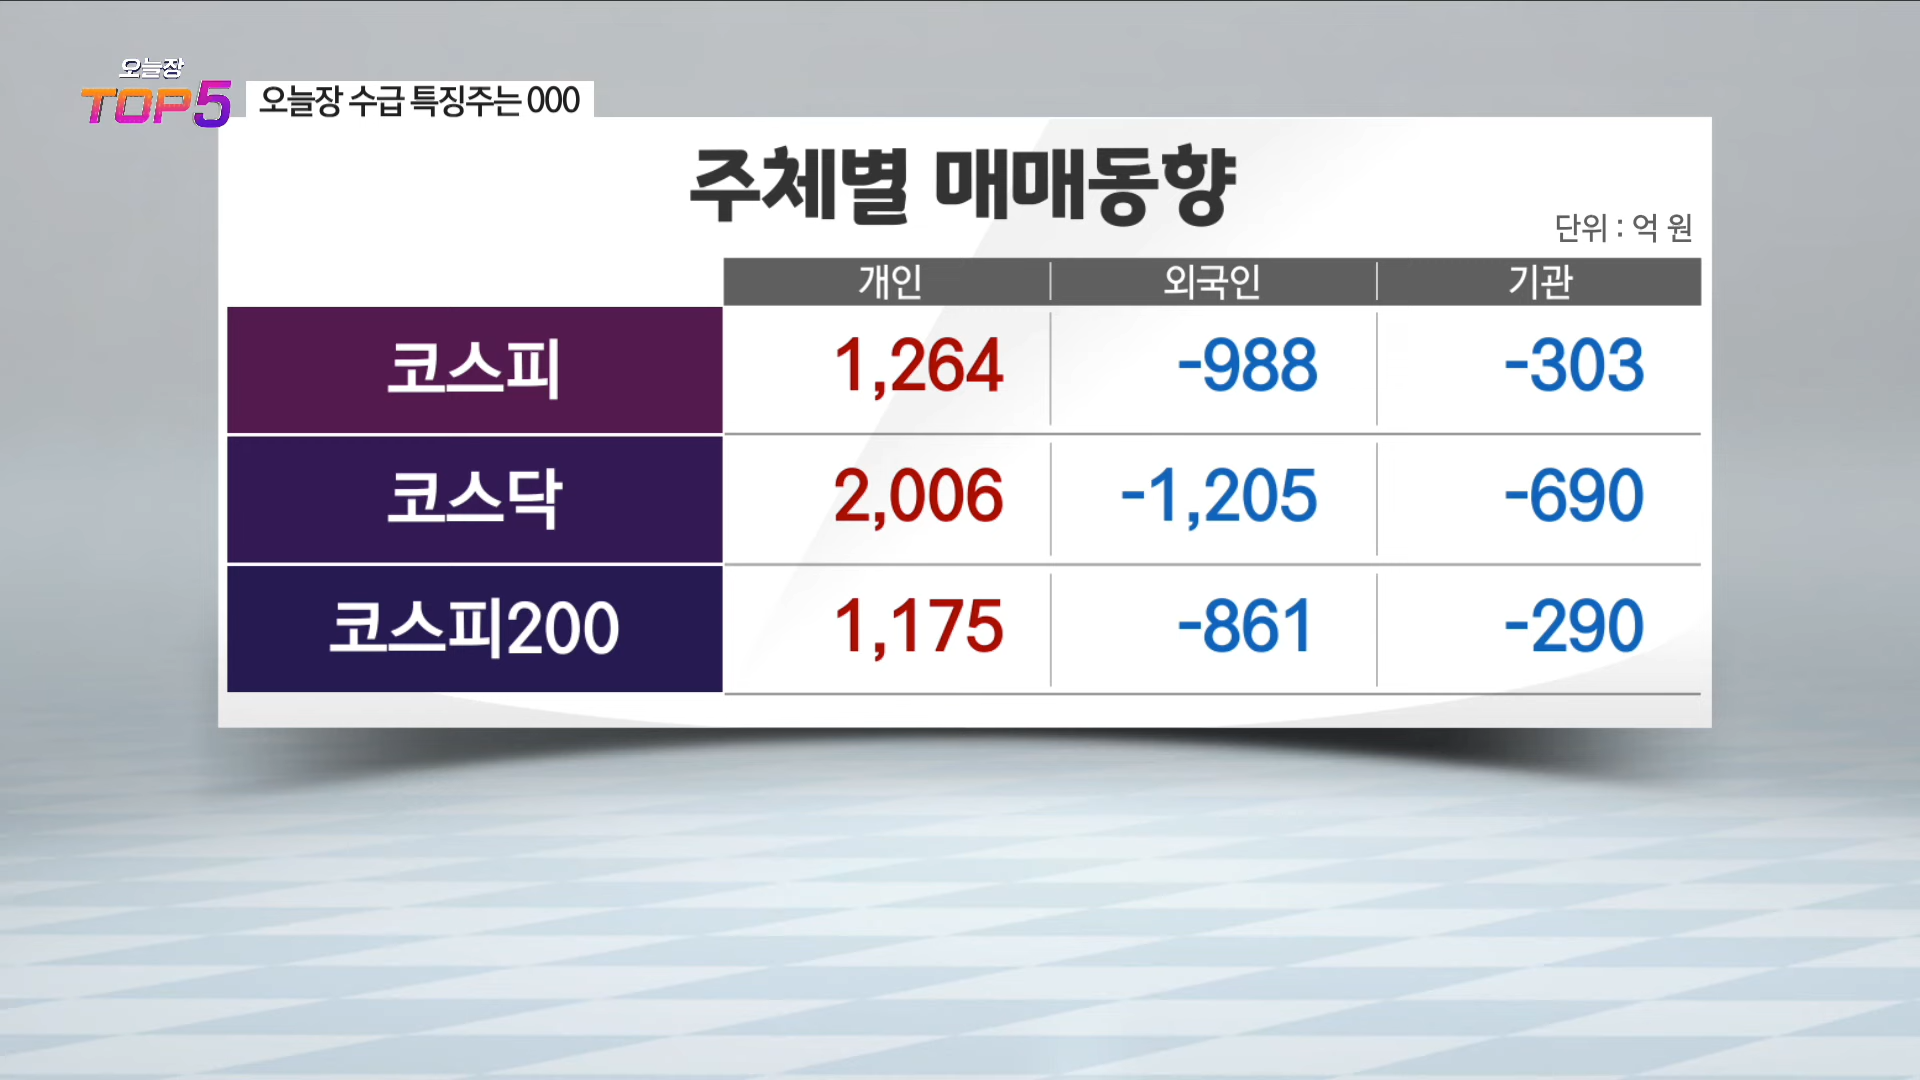 오늘장
TOP5
오늘장 수급 특징주는 000
주체별 매매동향
단위 : 억 원
개인 외국인 기관
코스피 1,264 -988 -303
코스닥 2,006 -1,205 -690
코스피200 1,175 -861 -290